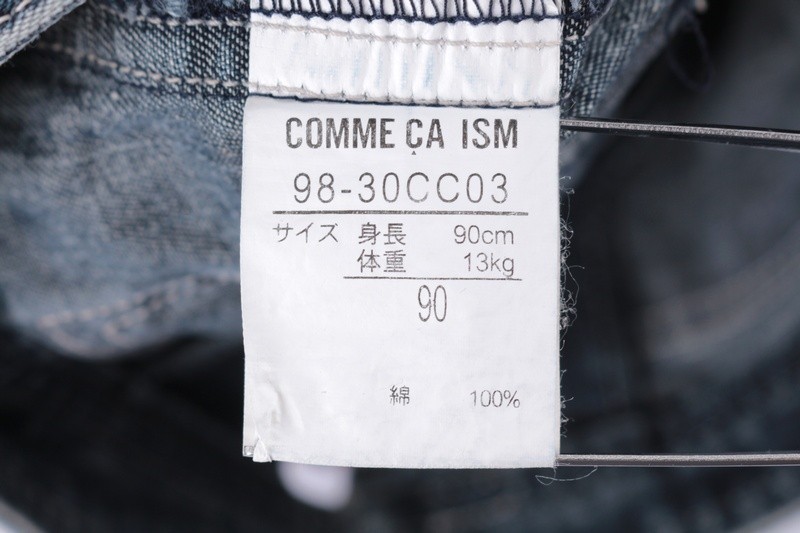 COMME ÇA ISM
98-30CC03
サイズ 身長 90cm
体重 13kg
90
綿 100%